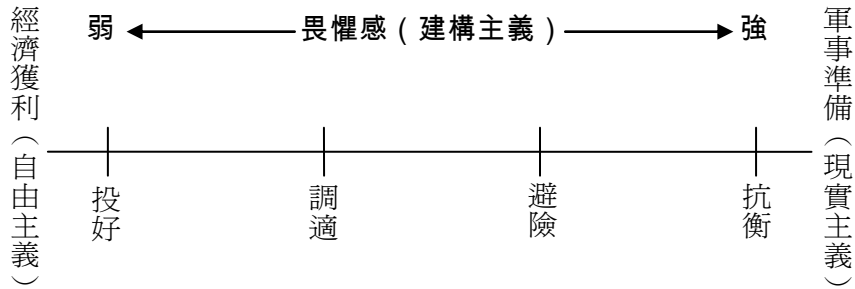 經濟獲利（自由主義）
弱
畏懼感（建構主義）
強
軍事準備（現實主義）
投好
調適
避險
抗衡